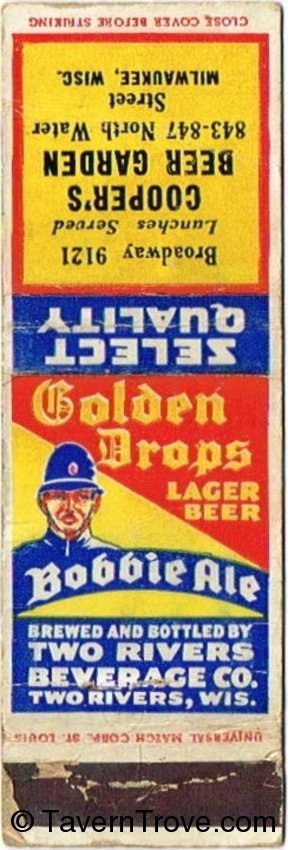 CLOSE COVER BEFORE STRIKING
Broadway 9121
Lunches Served
COOPER'S
BEER GARDEN
843-847 North Water
Street
MILWAUKEE, WISC.
SELECT
QUALITY
Golden
Drops
LAGER
BEER
Bobbie Ale
BREWED AND BOTTLED BY
TWO RIVERS
BEVERAGE CO.
TWO RIVERS, WIS.
UNIVERSAL MATCH CORP. ST. LOUIS
© TavernTrove.com